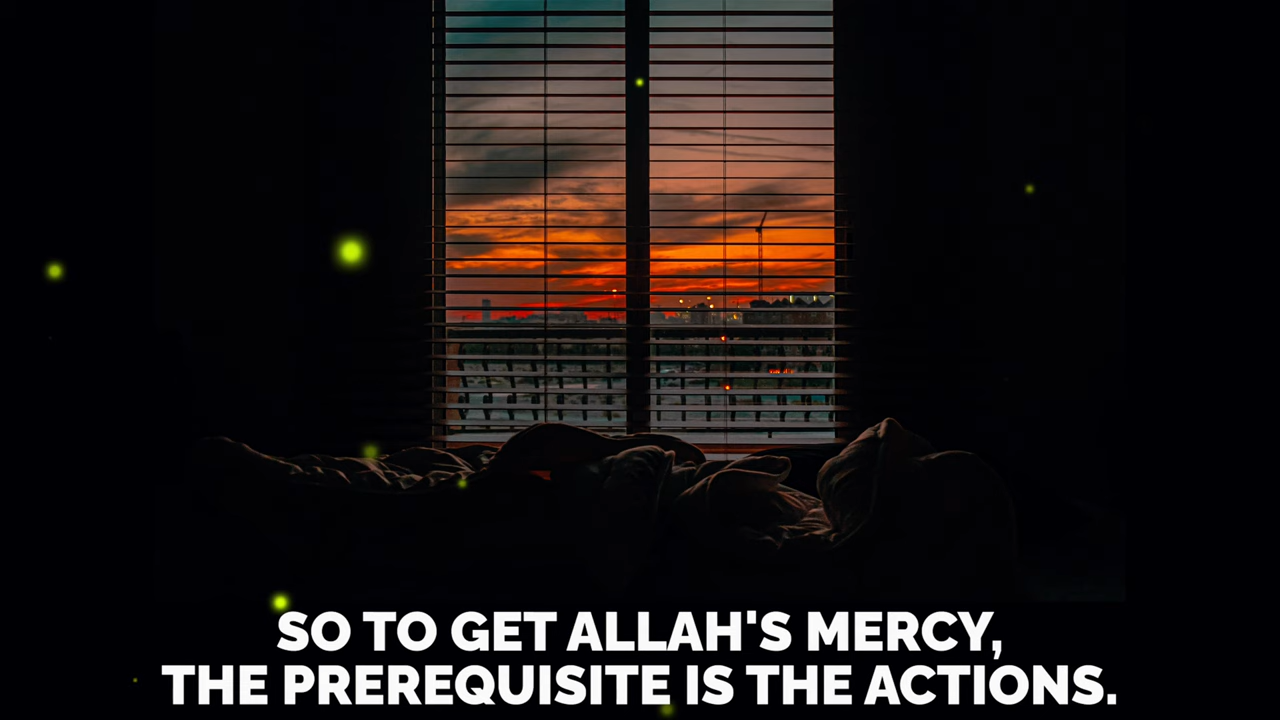 SO TO GET ALLAH'S MERCY,
THE PREREQUISITE IS THE ACTIONS.